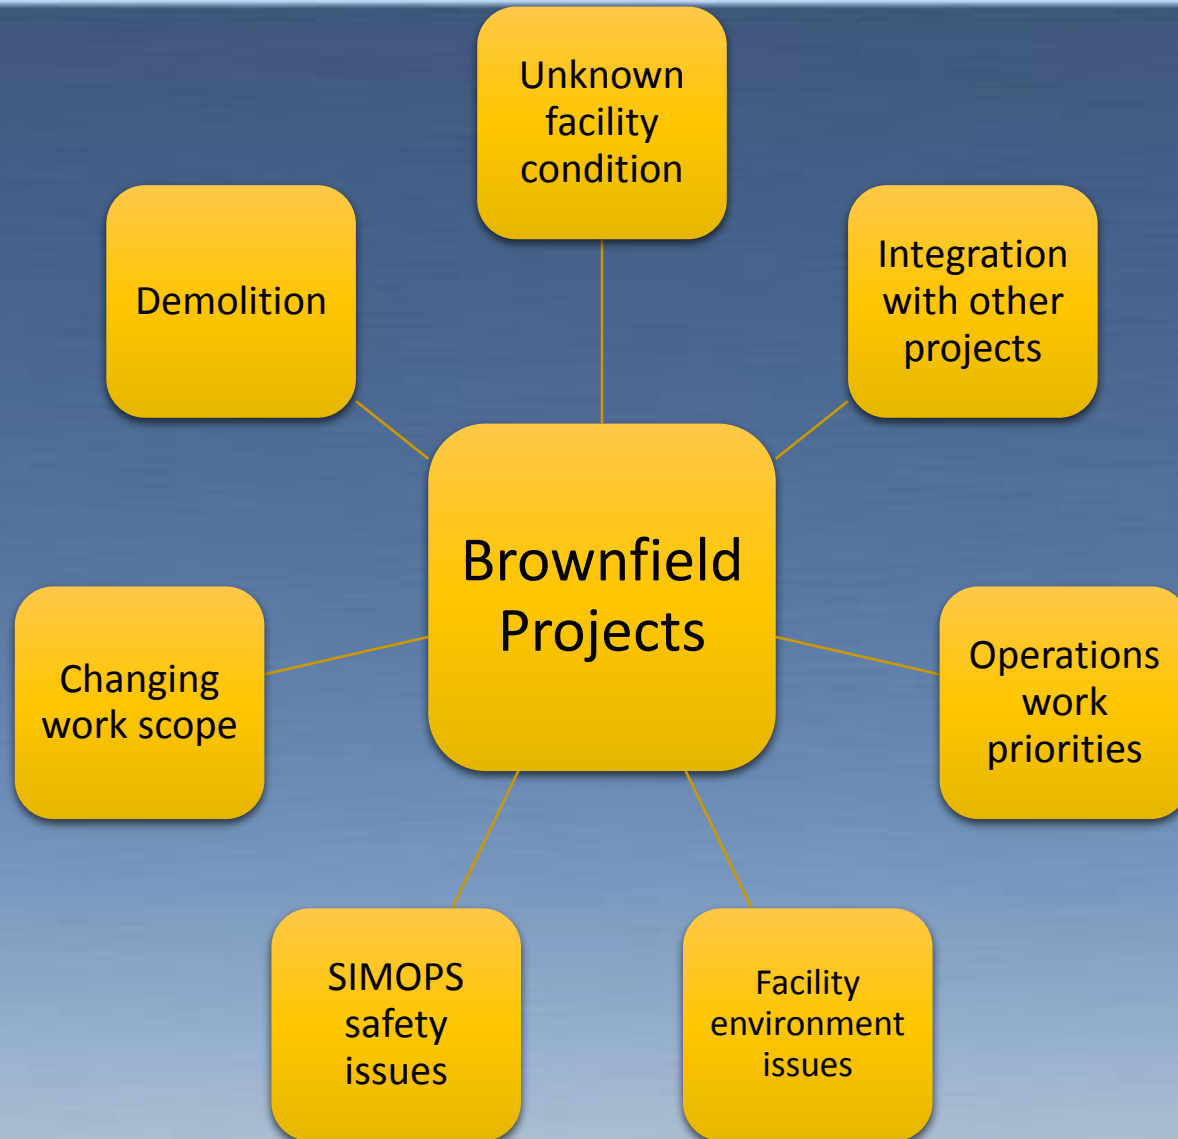 Unknown
facility
condition
Integration
with other
projects
Demolition
Brownfield
Projects
Operations
work
priorities
Changing
work scope
SIMOPS
safety
issues
Facility
environment
issues